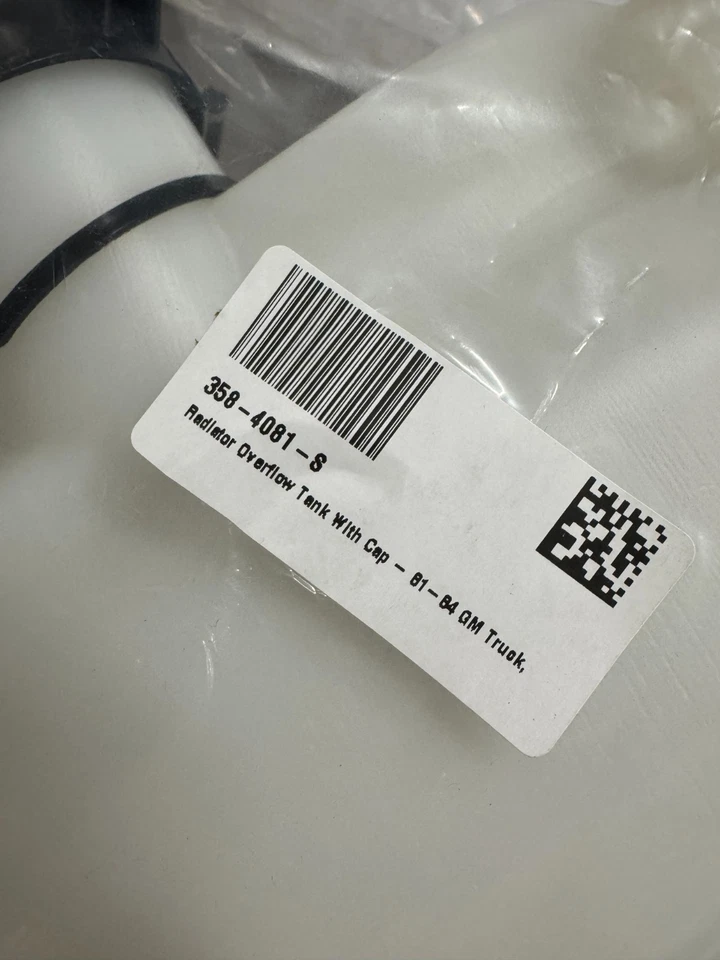 358-4081-S
Radiator Overflow Tank With Cap - 81-84 GM Truck,